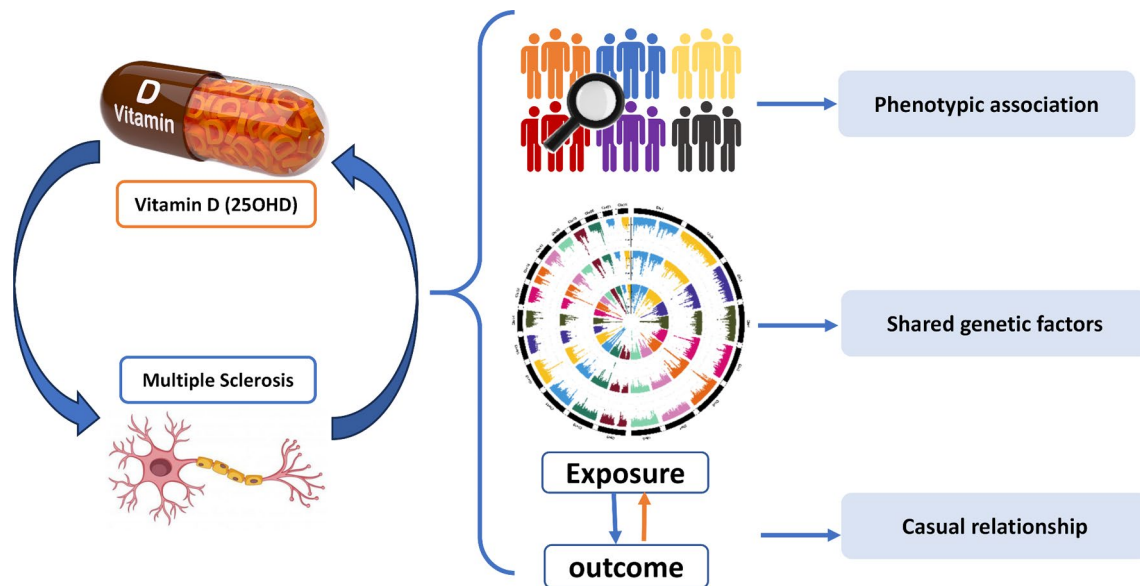 D
Vitamin
Vitamin D (25OHD)
Multiple Sclerosis
Phenotypic association
Shared genetic factors
Exposure
outcome
Casual relationship